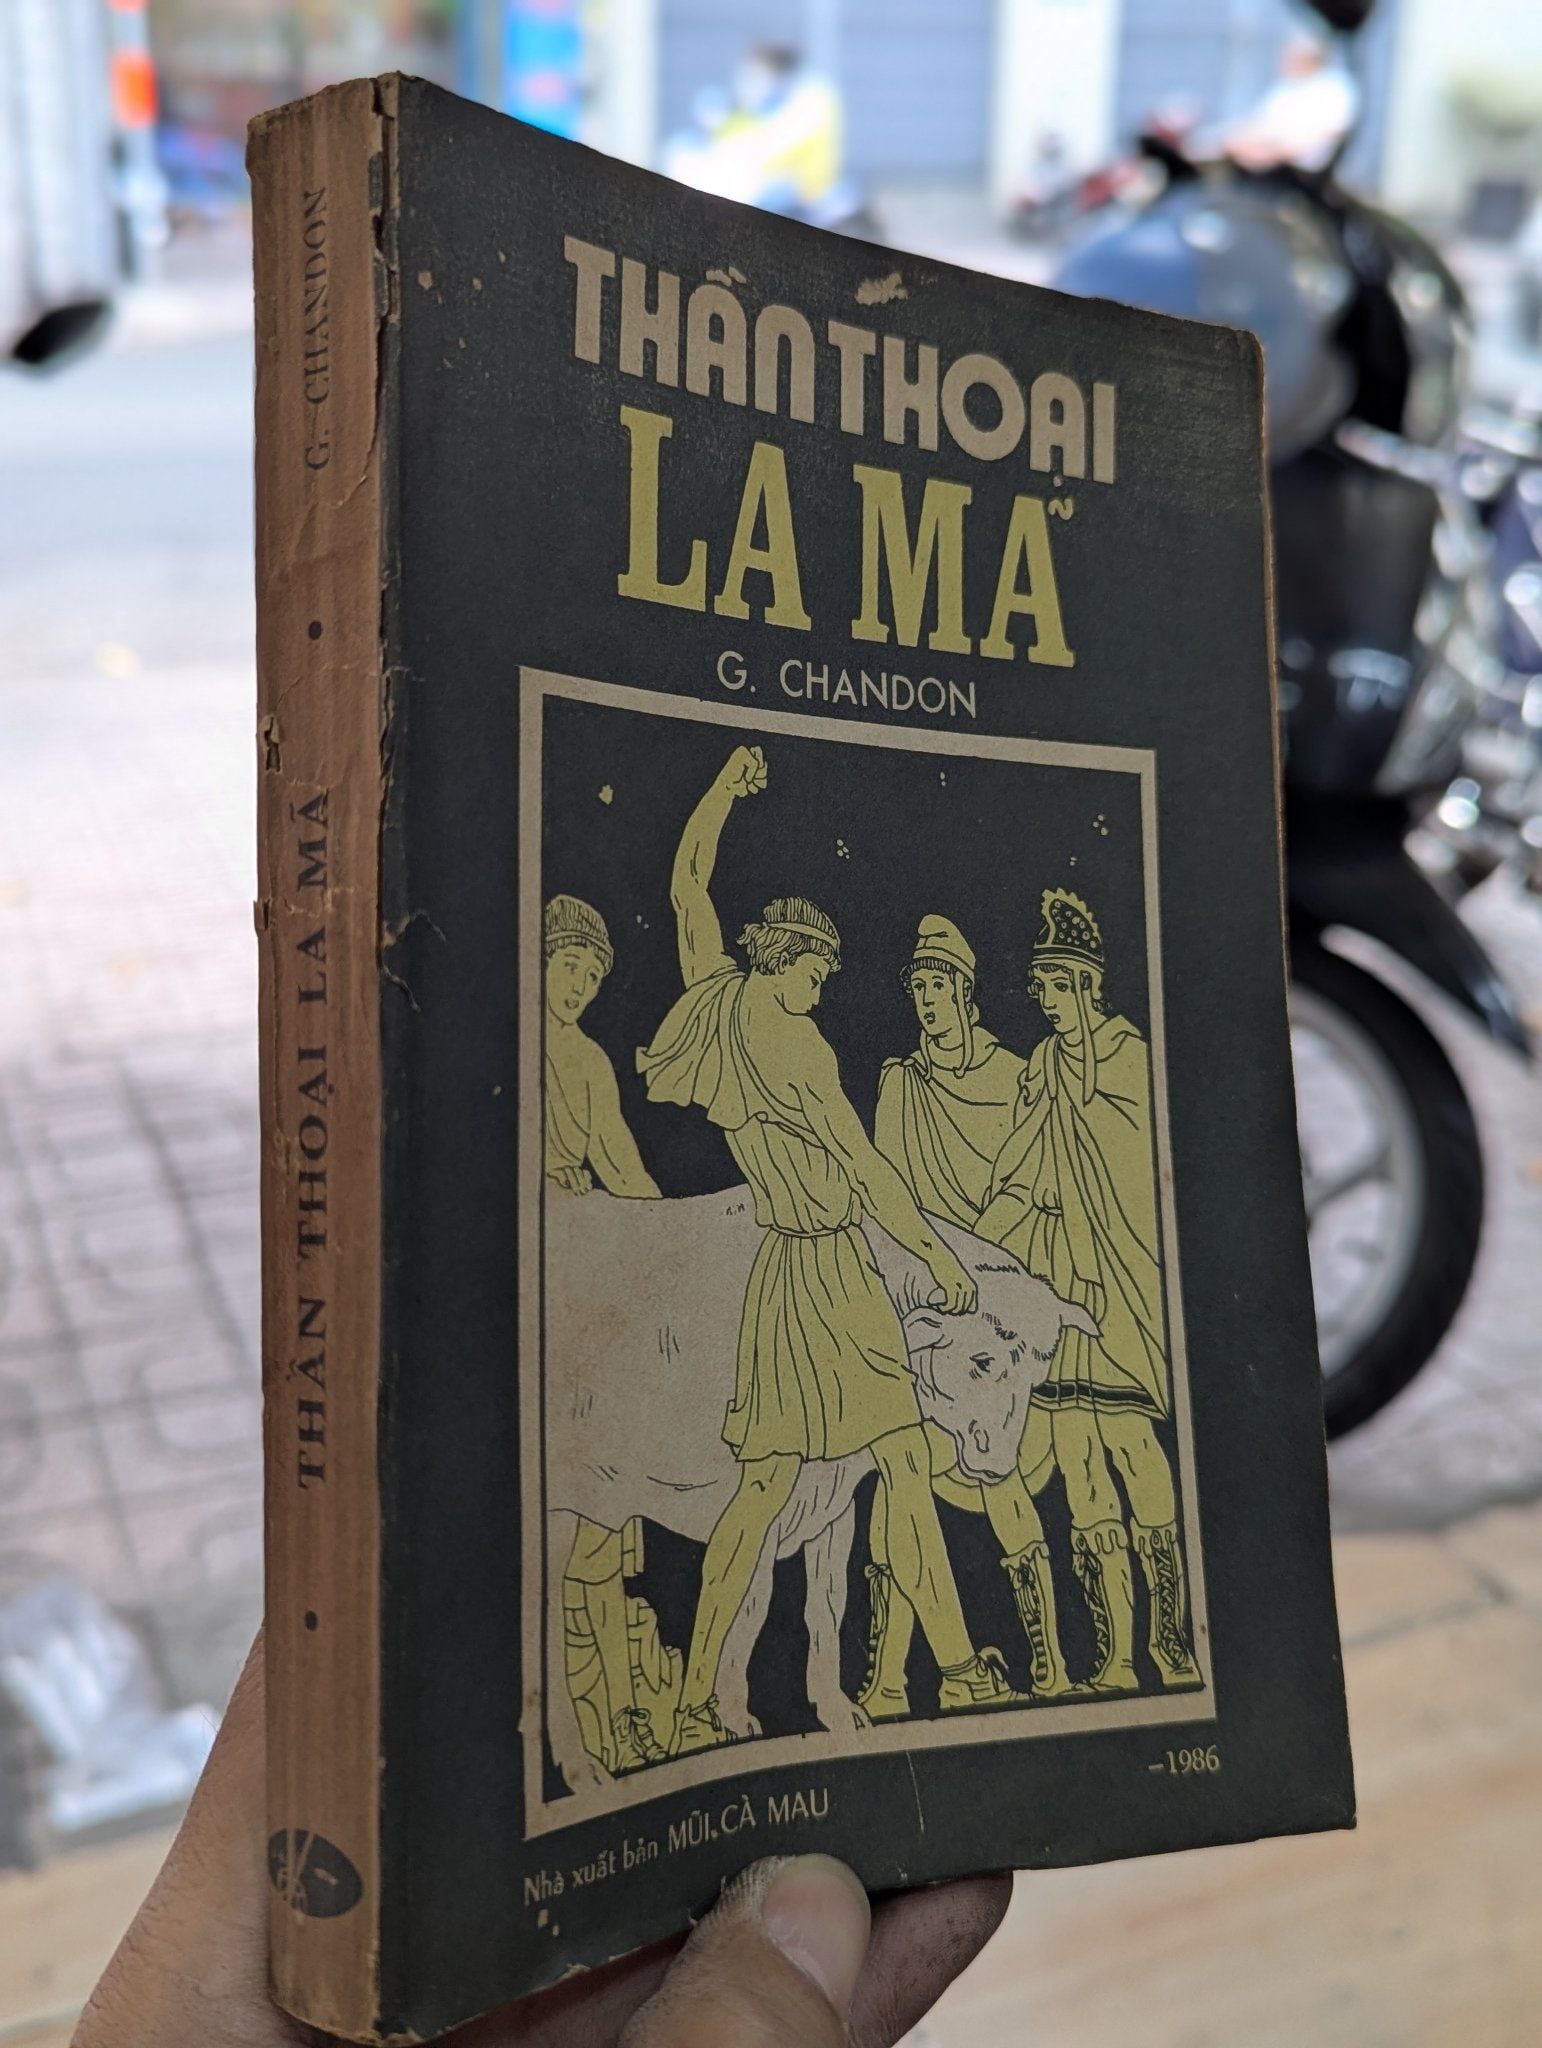 THẦN THOẠI
LA MÃ
G. CHANDON
Nhà xuất bản MŨI CÀ MAU
–1986
G. CHANDON
THẦN THOẠI LA MÃ